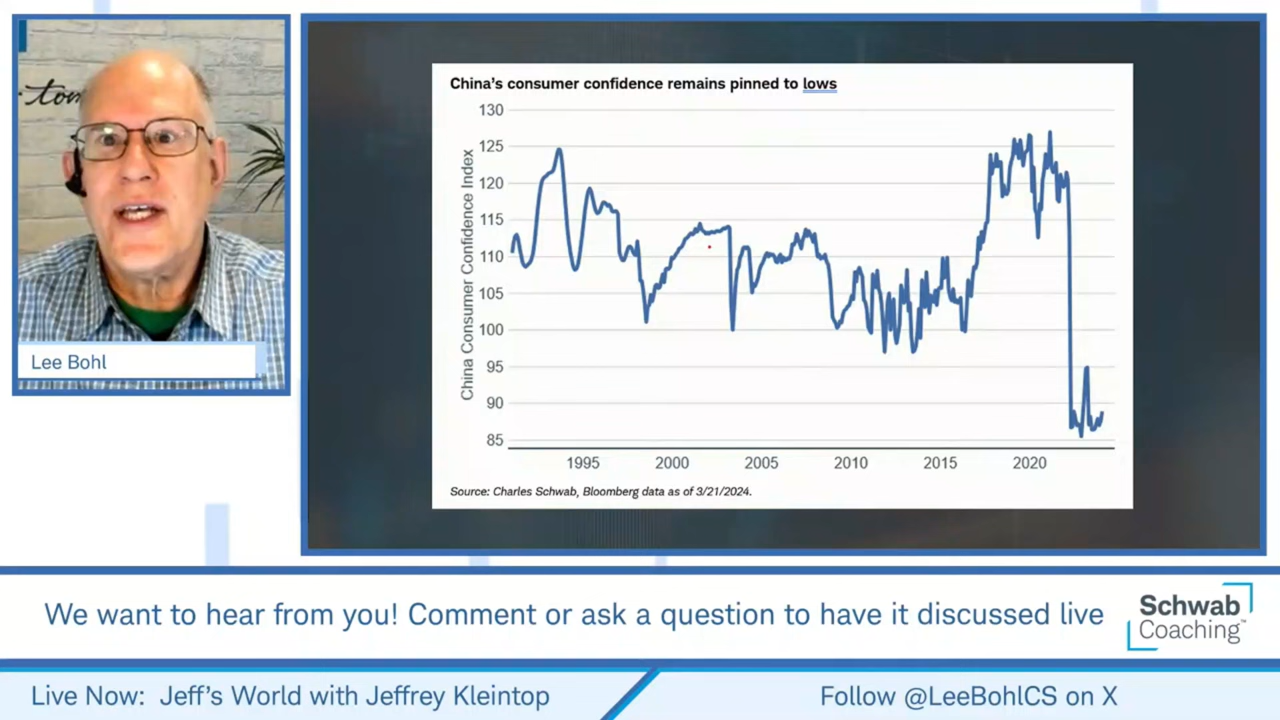 tom
Lee Bohl
China's consumer confidence remains pinned to lows
China Consumer Confidence Index
130
125
120
115
110
105
100
95
90
85
1995
2000
2005
2010
2015
2020
Source: Charles Schwab, Bloomberg data as of 3/21/2024.
We want to hear from you! Comment or ask a question to have it discussed live
Schwab
Coaching™
Live Now: Jeff's World with Jeffrey Kleintop
Follow @LeeBohlCS on X